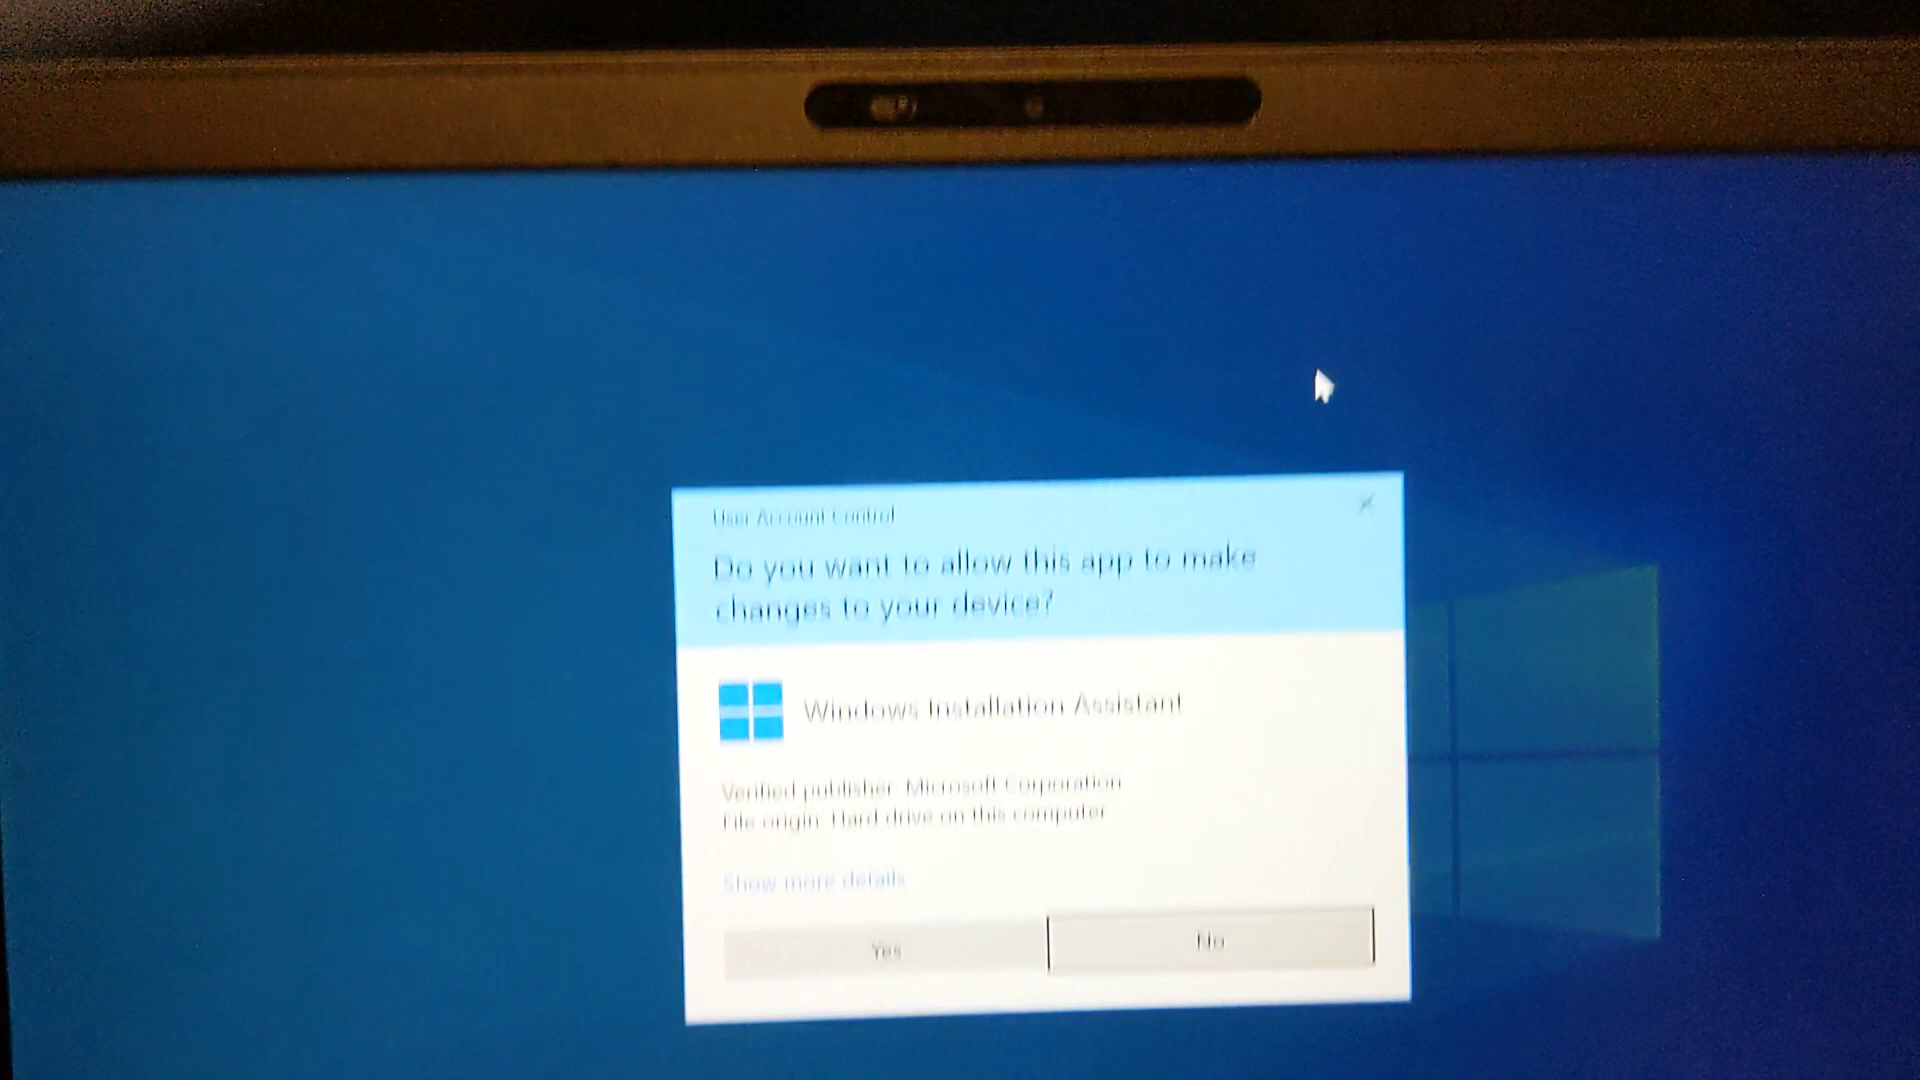 User Account Control
Do you want to allow this app to make
changes to your device?
Windows Installation Assistant
Verified publisher: Microsoft Corporation
File origin: Hard drive on this computer
Show more details
Yes
No